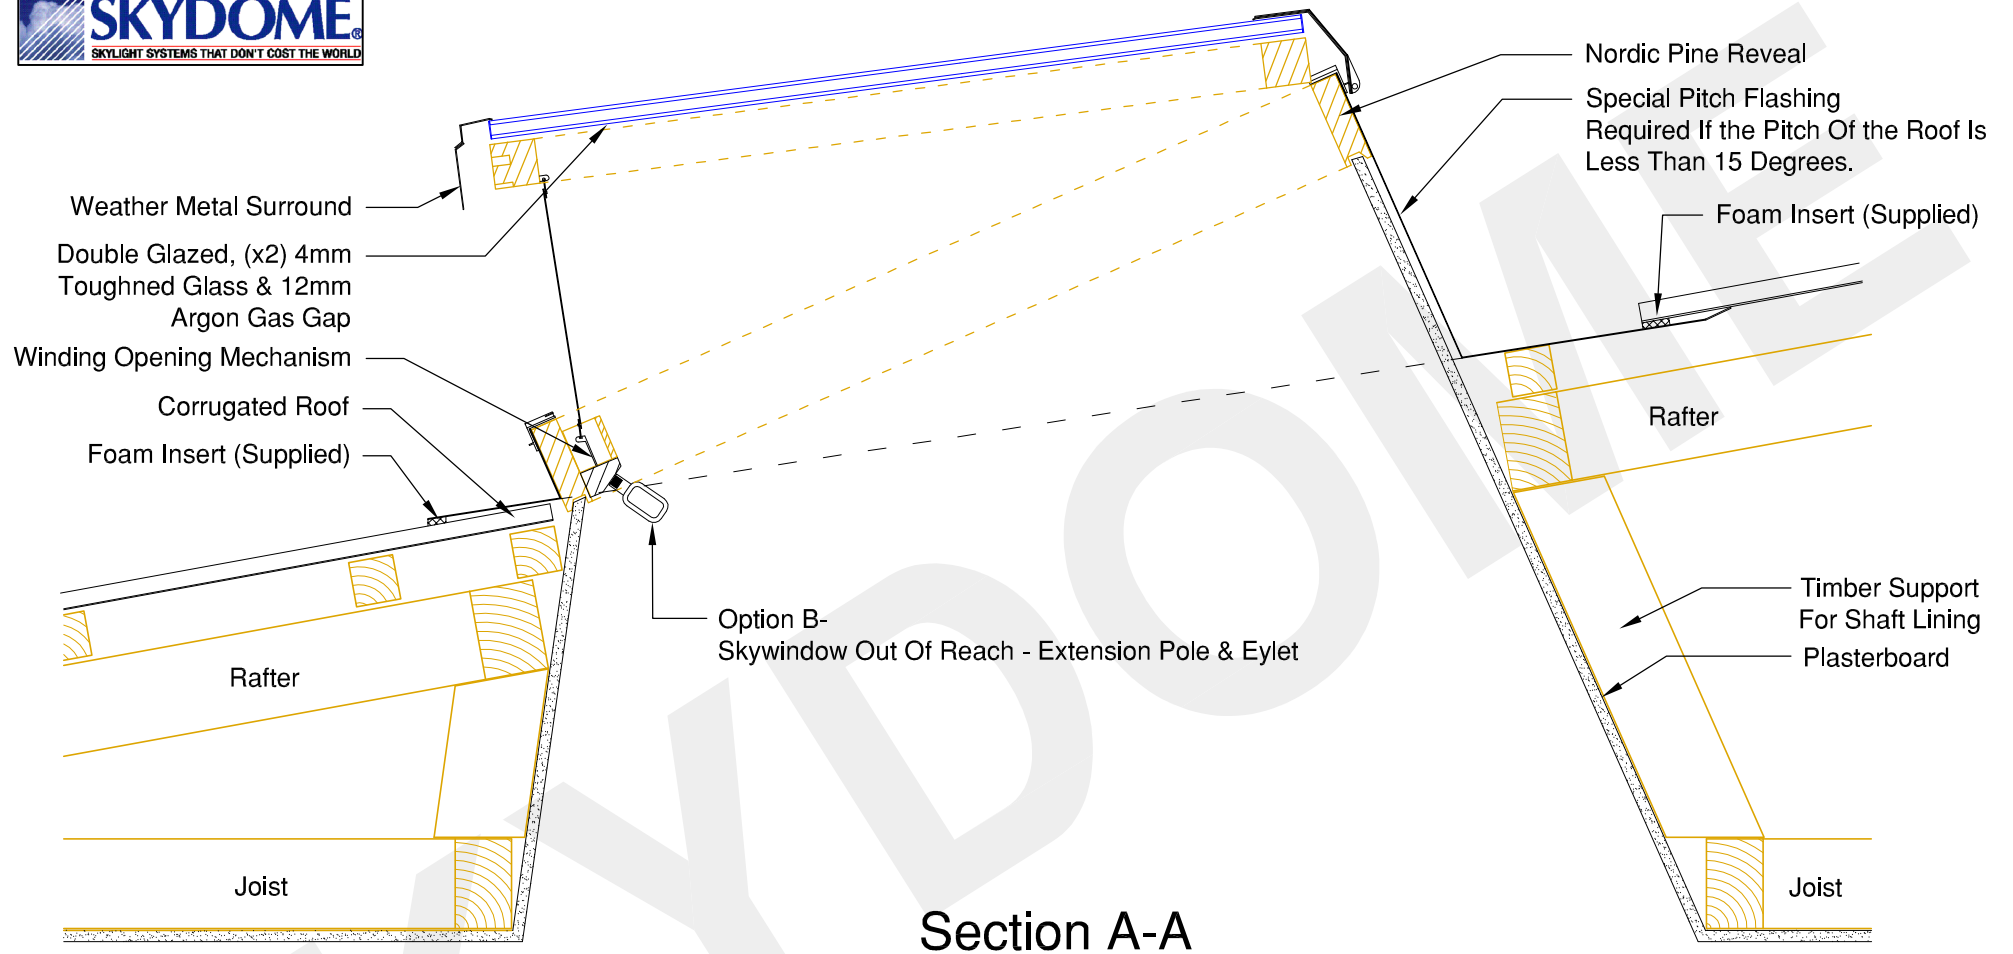 SKYDOME®
SKYLIGHT SYSTEMS THAT DON'T COST THE WORLD
Weather Metal Surround
Double Glazed, (x2) 4mm
Toughned Glass & 12mm
Argon Gas Gap
Winding Opening Mechanism
Corrugated Roof
Foam Insert (Supplied)
Nordic Pine Reveal
Special Pitch Flashing
Required If the Pitch Of the Roof Is
Less Than 15 Degrees.
Foam Insert (Supplied)
Rafter
Option B-
Skywindow Out Of Reach - Extension Pole & Eylet
Timber Support
For Shaft Lining
Plasterboard
Rafter
Joist
Joist
Section A-A
SKYDOME